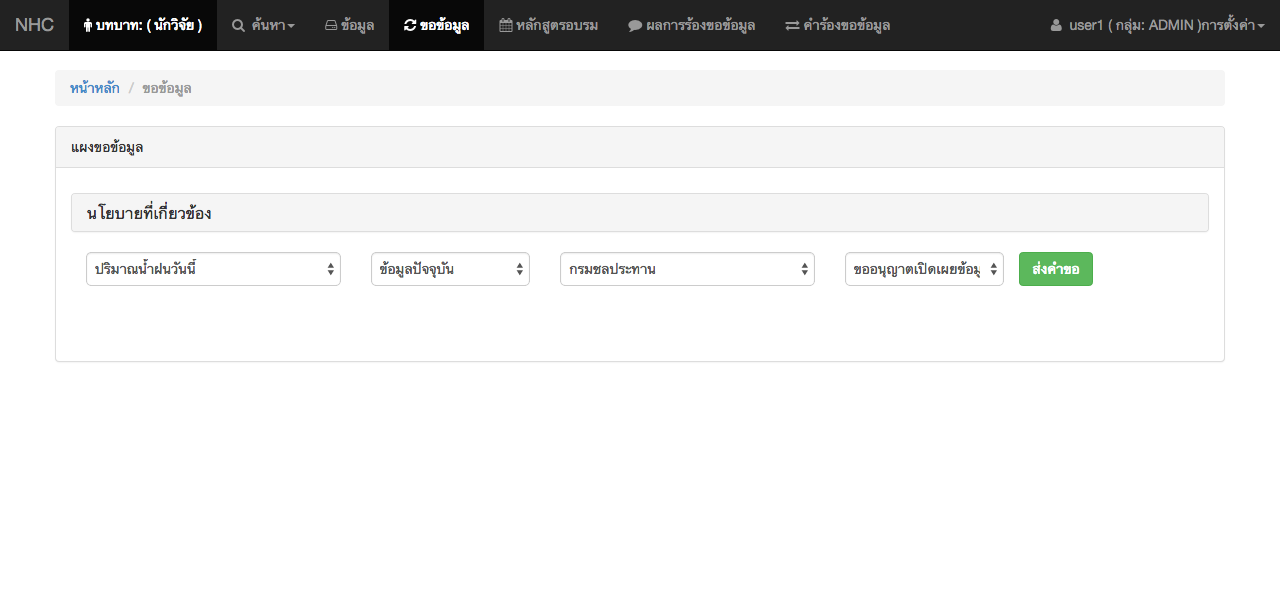 NHC บทบาท: ( นักวิจัย ) ค้นหา ข้อมูล ขอข้อมูล หลักสูตรอบรม ผลการร้องขอข้อมูล คำร้องขอข้อมูล user1 ( กลุ่ม: ADMIN )การตั้งค่า
หน้าหลัก / ขอข้อมูล
แผงขอข้อมูล
นโยบายที่เกี่ยวข้อง
ปริมาณน้ำฝนวันนี้ ข้อมูลปัจจุบัน กรมชลประทาน ขออนุญาตเปิดเผยข้อมู ส่งคำขอ